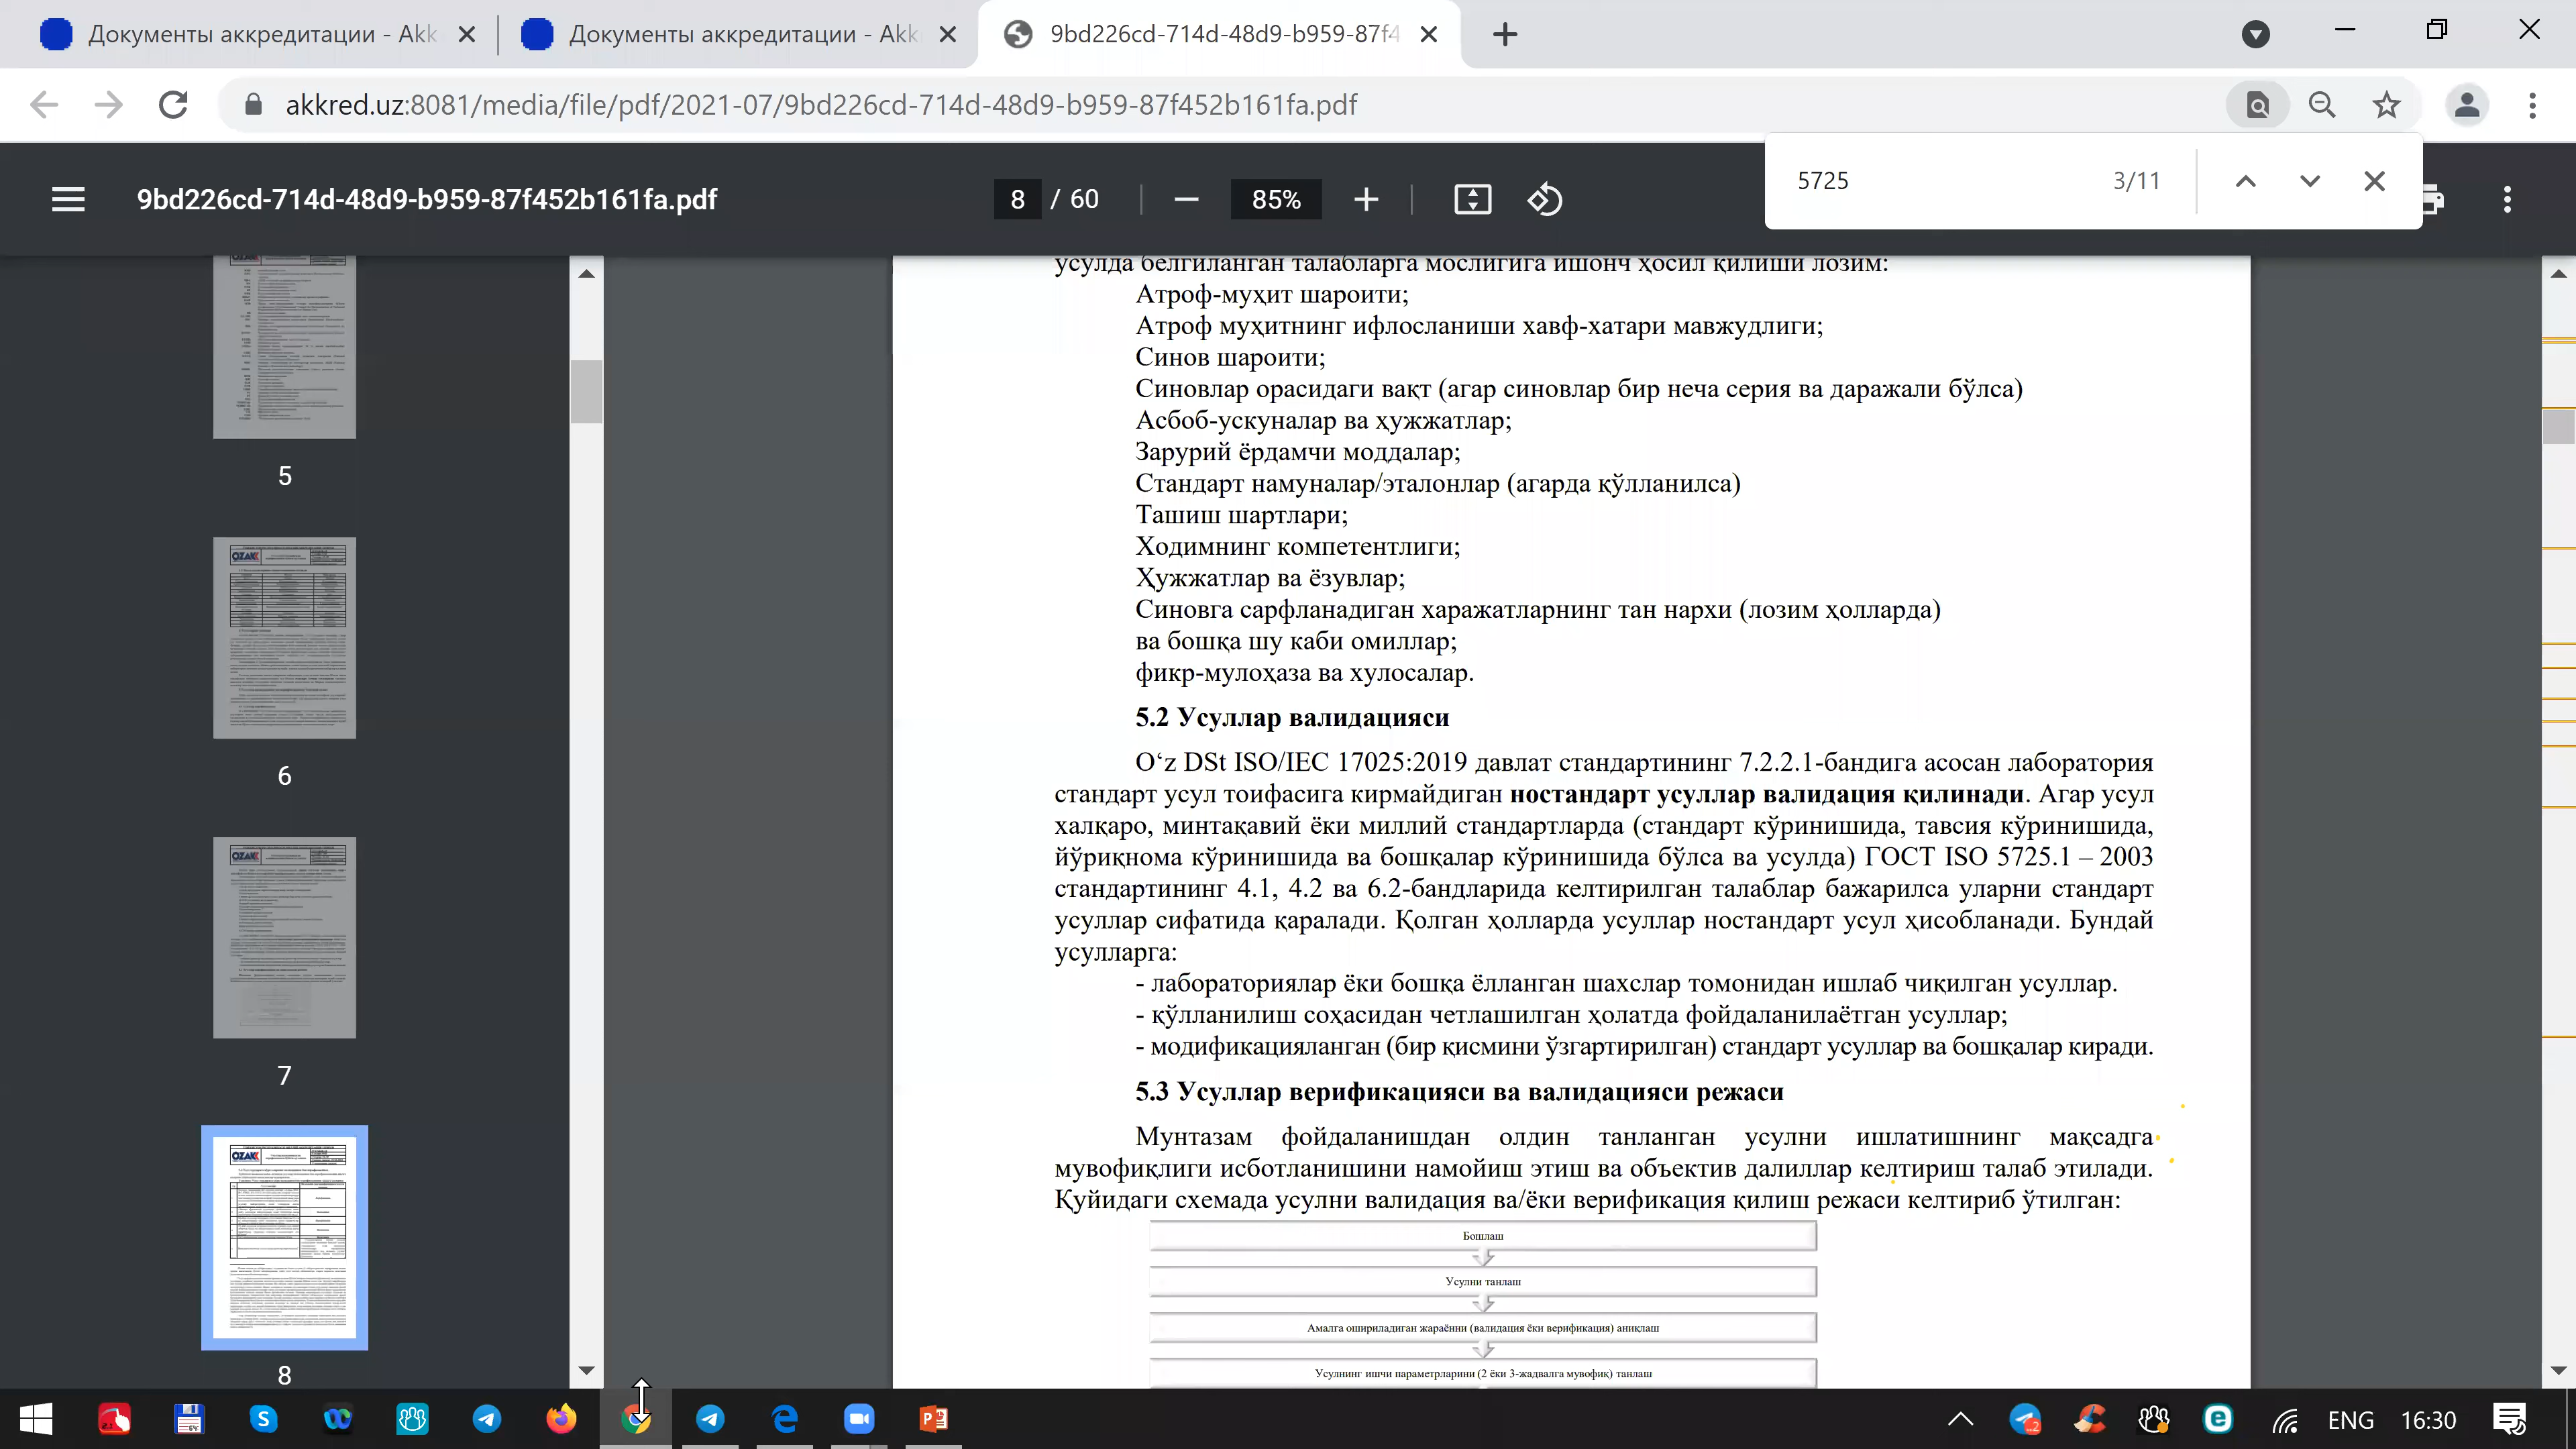 Документы аккредитации - Akk
Документы аккредитации - Akk
9bd226cd-714d-48d9-b959-87f4
akkred.uz:8081/media/file/pdf/2021-07/9bd226cd-714d-48d9-b959-87f452b161fa.pdf
5725 3/11
9bd226cd-714d-48d9-b959-87f452b161fa.pdf
8 / 60
85%
5
OZAKK
6
OZAKK
7
OZAKK
8
усулда белгиланган талабларга мослигига ишонч ҳосил қилиши лозим:
Атроф-муҳит шароити;
Атроф муҳитнинг ифлосланиши хавф-хатари мавжудлиги;
Синов шароити;
Синовлар орасидаги вақт (агар синовлар бир неча серия ва даражали бўлса)
Асбоб-ускуналар ва ҳужжатлар;
Зарурий ёрдамчи моддалар;
Стандарт намуналар/эталонлар (агарда қўлланилса)
Ташиш шартлари;
Ходимнинг компетентлиги;
Ҳужжатлар ва ёзувлар;
Синовга сарфланадиган харажатларнинг тан нархи (лозим ҳолларда)
ва бошқа шу каби омиллар;
фикр-мулоҳаза ва хулосалар.
5.2 Усуллар валидацияси
O‘z DSt ISO/IEC 17025:2019 давлат стандартининг 7.2.2.1-бандига асосан лаборатория
стандарт усул тоифасига кирмайдиган ностандарт усуллар валидация қилинади. Агар усул
халқаро, минтақавий ёки миллий стандартларда (стандарт кўринишида, тавсия кўринишида,
йўриқнома кўринишида ва бошқалар кўринишида бўлса ва усулда) ГОСТ ISO 5725.1 – 2003
стандартининг 4.1, 4.2 ва 6.2-бандларида келтирилган талаблар бажарилса уларни стандарт
усуллар сифатида қаралади. Қолган ҳолларда усуллар ностандарт усул ҳисобланади. Бундай
усулларга:
- лабораториялар ёки бошқа ёлланган шахслар томонидан ишлаб чиқилган усуллар.
- қўлланилиш соҳасидан четлашилган ҳолатда фойдаланилаётган усуллар;
- модификацияланган (бир қисмини ўзгартирилган) стандарт усуллар ва бошқалар киради.
5.3 Усуллар верификацияси ва валидацияси режаси
Мунтазам фойдаланишдан олдин танланган усулни ишлатишнинг мақсадга
мувофиқлиги исботланишини намойиш этиш ва объектив далиллар келтириш талаб этилади.
Қуйидаги схемада усулни валидация ва/ёки верификация қилиш режаси келтириб ўтилган:
Бошлаш
Усулни танлаш
Амалга ошириладиган жараённи (валидация ёки верификация) аниқлаш
Усулнинг ишчи параметрларини (2 ёки 3-жадвалга мувофиқ) танлаш
ENG 16:30